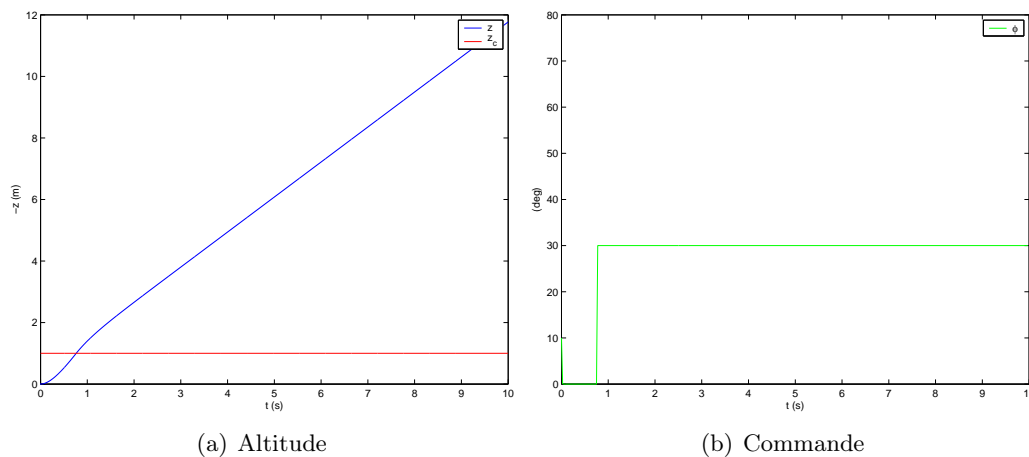 12
10
8
6
4
2
0
0 1 2 3 4 5 6 7 8 9 10
−z (m)
t (s)
z
z_c
(a) Altitude
80
70
60
50
40
30
20
10
0
0 1 2 3 4 5 6 7 8 9 1
(deg)
t (s)
ϕ
(b) Commande